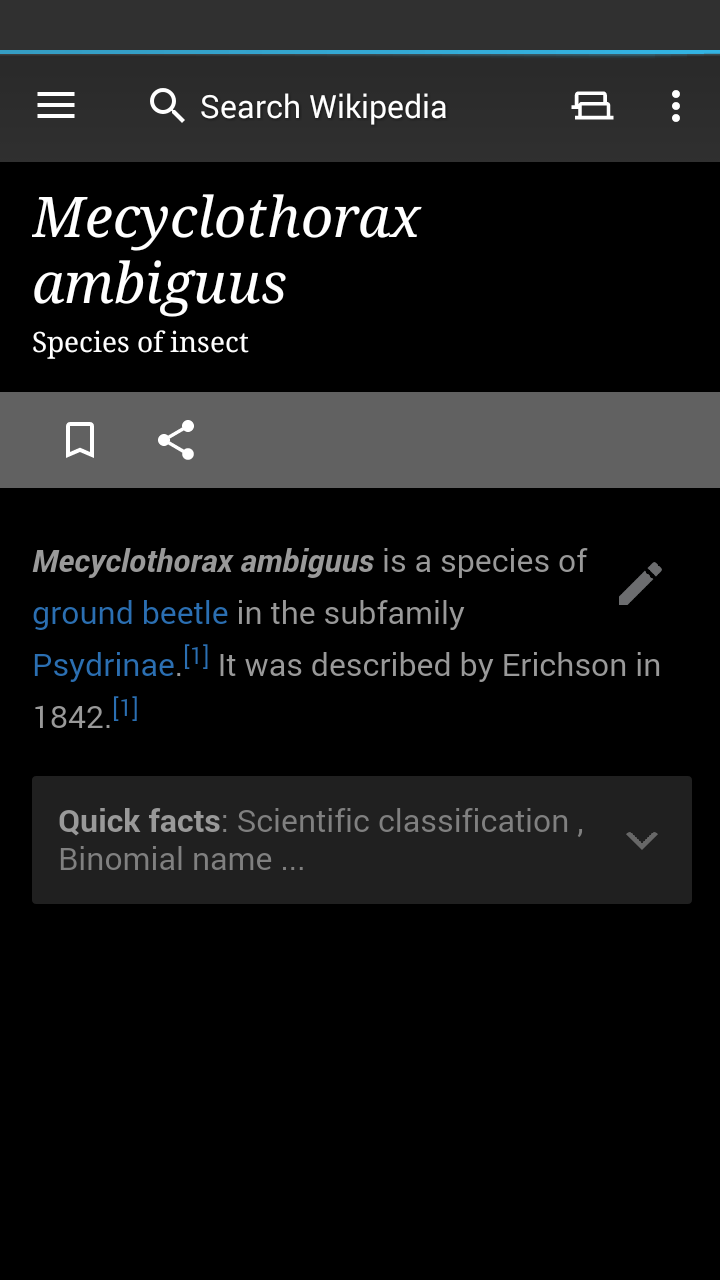 Search Wikipedia
Mecyclothorax
ambiguus
Species of insect
Mecyclothorax ambiguus is a species of
ground beetle in the subfamily
Psydrinae.[1] It was described by Erichson in
1842.[1]
Quick facts: Scientific classification ,
Binomial name ...